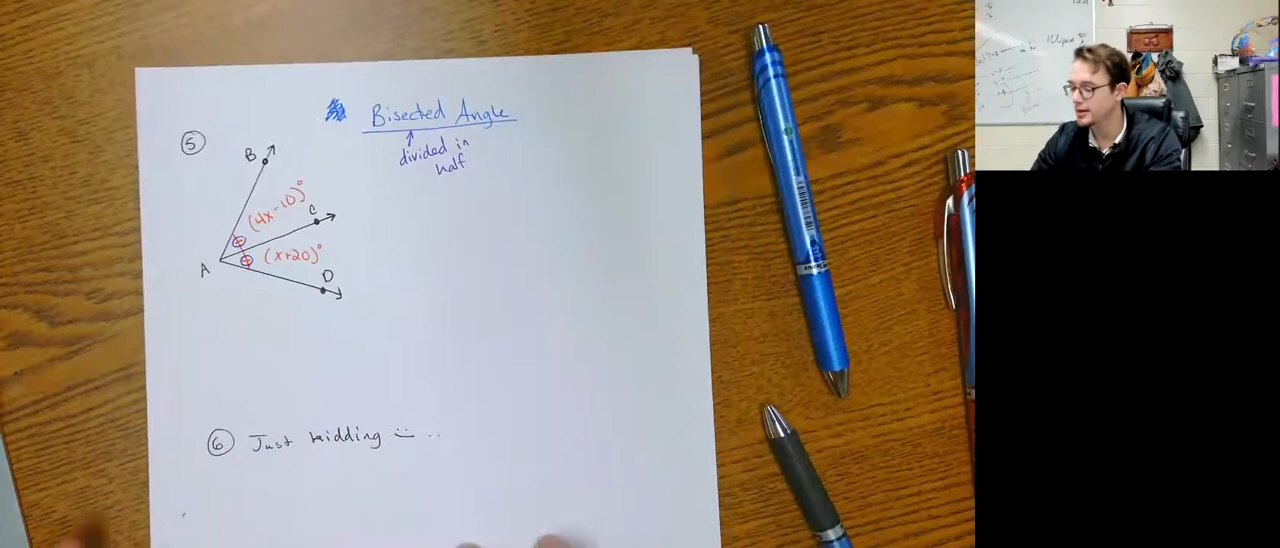 Bisected Angle
divided in
half
5
B
(4x-10)°
C
(x+20)°
A
D
6 Just kidding